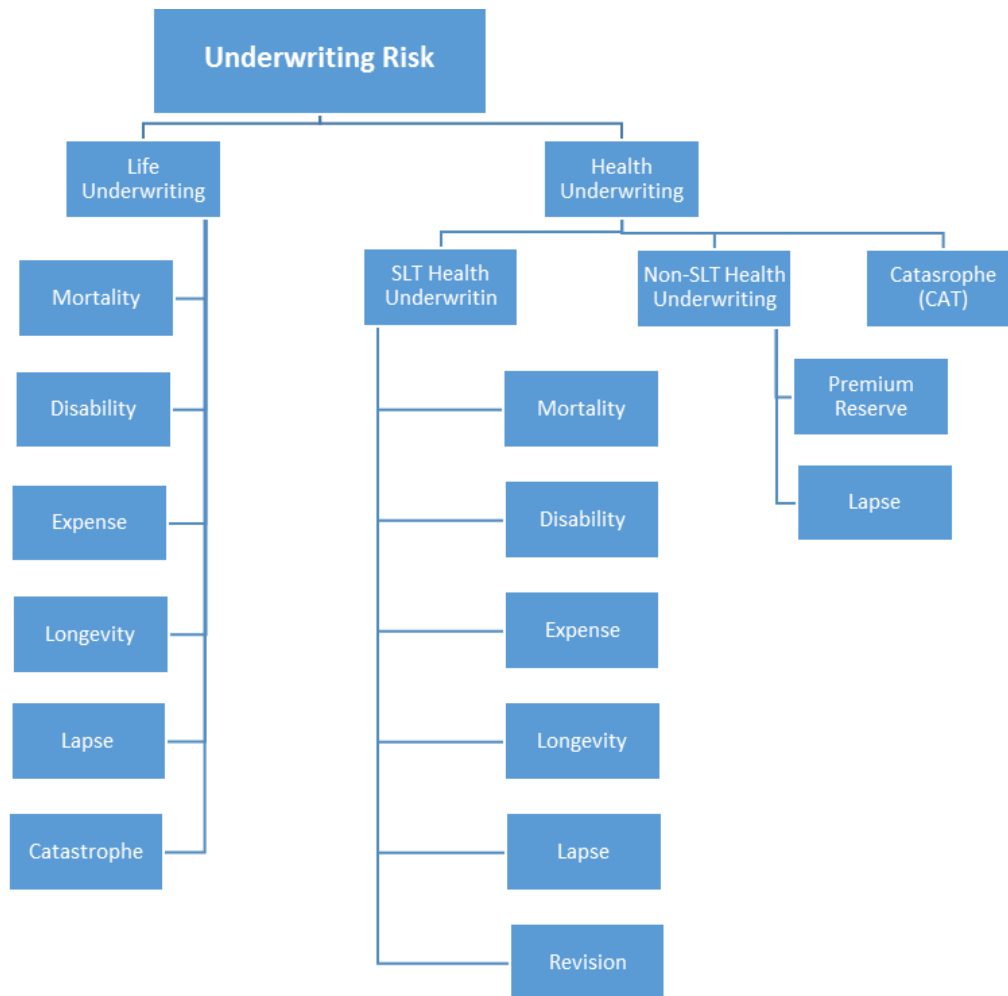 Underwriting Risk
Life
Underwriting
Health
Underwriting
SLT Health
Underwritin
Non-SLT Health
Underwriting
Catasrophe
(CAT)
Mortality
Disability
Expense
Longevity
Lapse
Catastrophe
Mortality
Disability
Expense
Longevity
Lapse
Revision
Premium
Reserve
Lapse